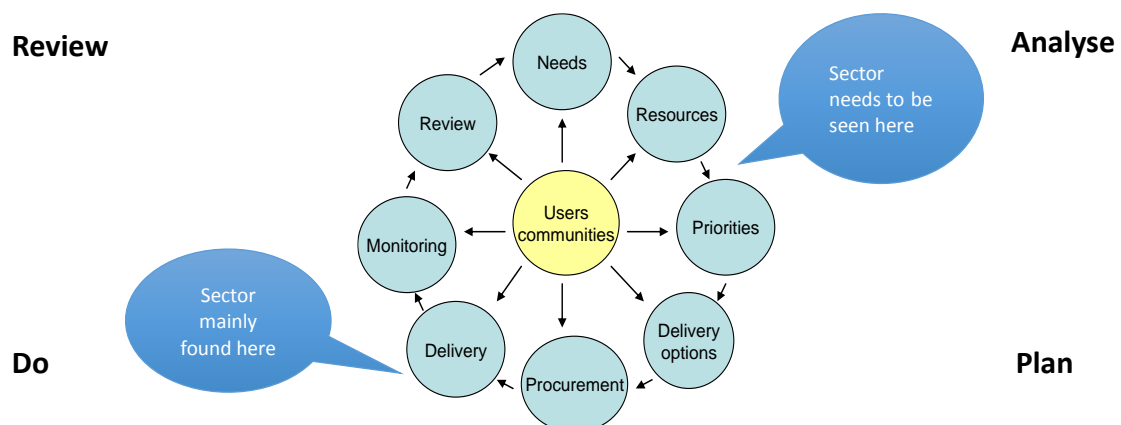 Review
Analyse
Needs
Sector
needs to be
seen here
Resources
Review
Users
communities
Priorities
Monitoring
Sector
mainly
found here
Delivery
options
Delivery
Procurement
Do
Plan